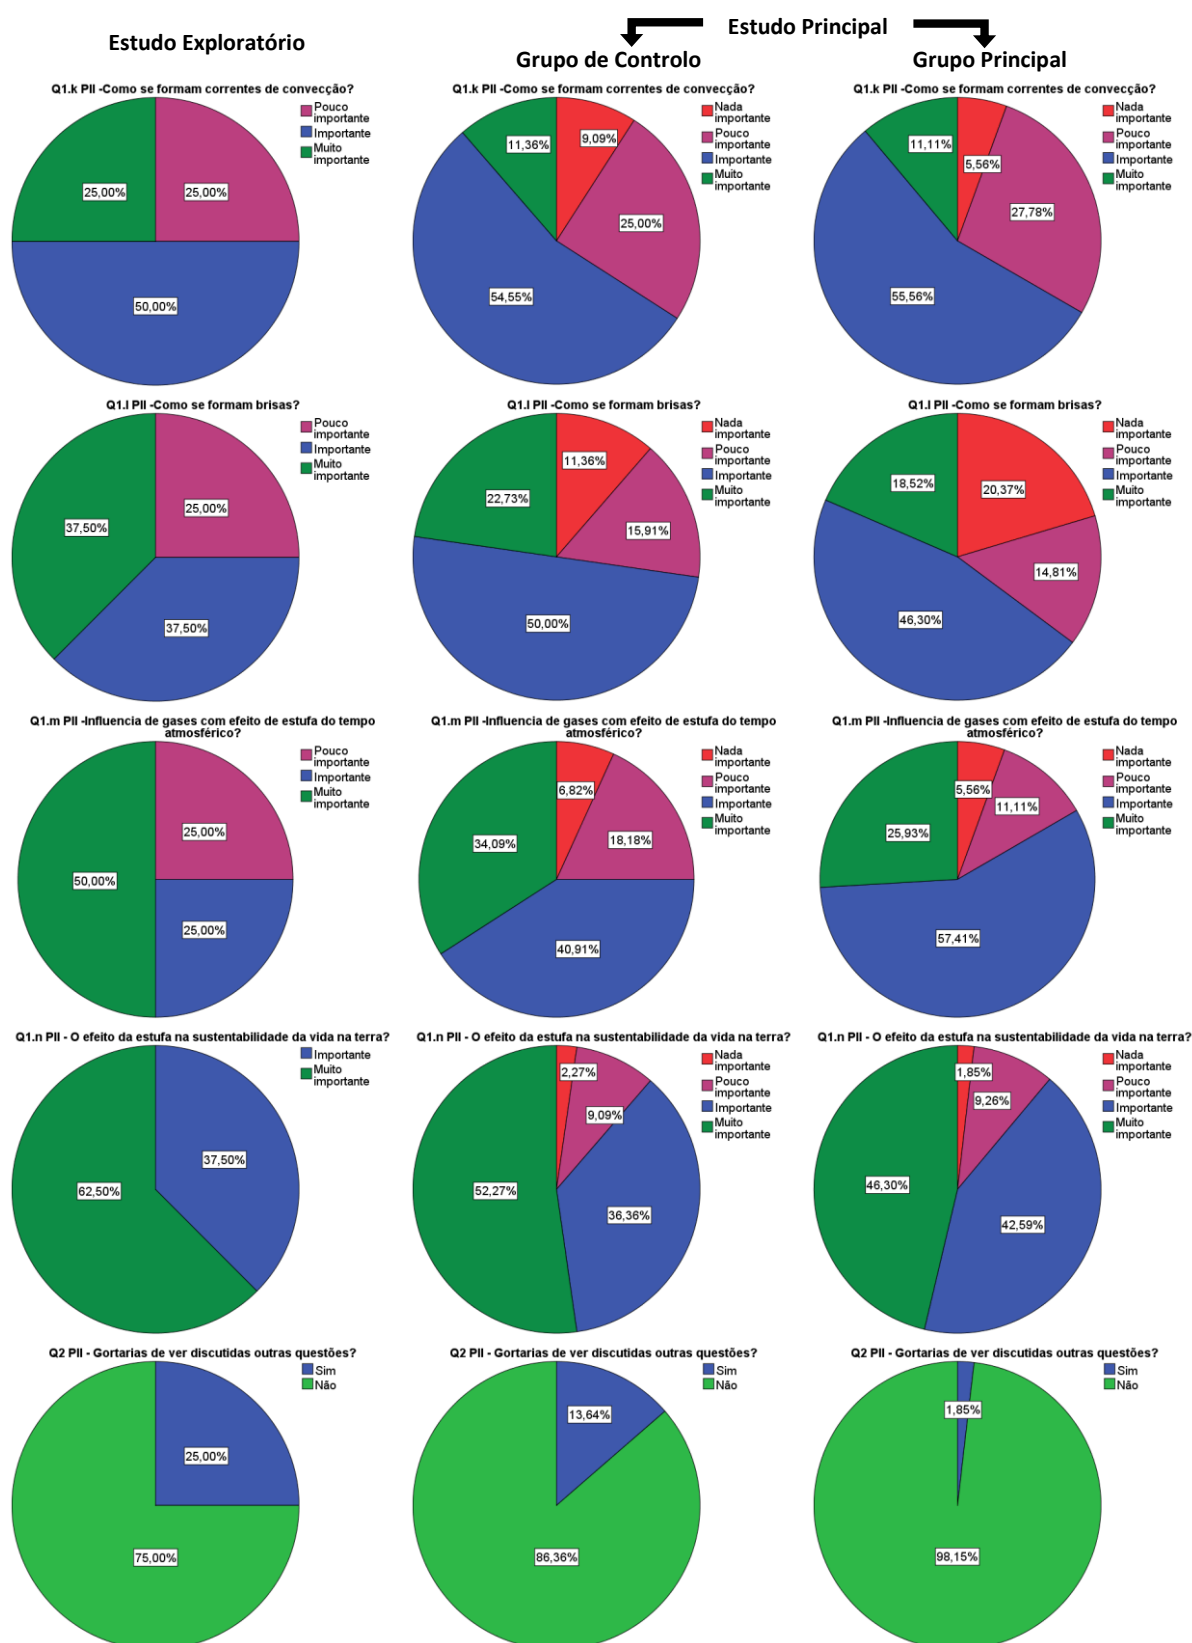 Estudo Exploratório
Estudo Principal
Grupo de Controlo
Grupo Principal
Q1.k PII -Como se formam correntes de convecção?
Pouco
importante
Importante
Muito
importante
25,00%
25,00%
50,00%
Q1.k PII -Como se formam correntes de convecção?
Nada
importante
Pouco
importante
Importante
Muito
importante
11,36%
9,09%
25,00%
54,55%
Q1.k PII -Como se formam correntes de convecção?
Nada
importante
Pouco
importante
Importante
Muito
importante
11,11%
5,56%
27,78%
55,56%
Q1.l PII -Como se formam brisas?
Pouco
importante
Importante
Muito
importante
25,00%
37,50%
37,50%
Q1.l PII -Como se formam brisas?
Nada
importante
Pouco
importante
Importante
Muito
importante
11,36%
22,73%
15,91%
50,00%
Q1.l PII -Como se formam brisas?
Nada
importante
Pouco
importante
Importante
Muito
importante
18,52%
20,37%
14,81%
46,30%
Q1.m PII -Influencia de gases com efeito de estufa do tempo
atmosférico?
Pouco
importante
Importante
Muito
importante
25,00%
50,00%
25,00%
Q1.m PII -Influencia de gases com efeito de estufa do tempo
atmosférico?
Nada
importante
Pouco
importante
Importante
Muito
importante
6,82%
34,09%
18,18%
40,91%
Q1.m PII -Influencia de gases com efeito de estufa do tempo
atmosférico?
Nada
importante
Pouco
importante
Importante
Muito
importante
5,56%
11,11%
25,93%
57,41%
Q1.n PII - O efeito da estufa na sustentabilidade da vida na terra?
Importante
Muito
importante
37,50%
62,50%
Q1.n PII - O efeito da estufa na sustentabilidade da vida na terra?
Nada
importante
Pouco
importante
Importante
Muito
importante
2,27%
9,09%
52,27%
36,36%
Q1.n PII - O efeito da estufa na sustentabilidade da vida na terra?
Nada
importante
Pouco
importante
Importante
Muito
importante
1,85%
9,26%
46,30%
42,59%
Q2 PII - Gortarias de ver discutidas outras questões?
Sim
Não
25,00%
75,00%
Q2 PII - Gortarias de ver discutidas outras questões?
Sim
Não
13,64%
86,36%
Q2 PII - Gortarias de ver discutidas outras questões?
Sim
Não
1,85%
98,15%